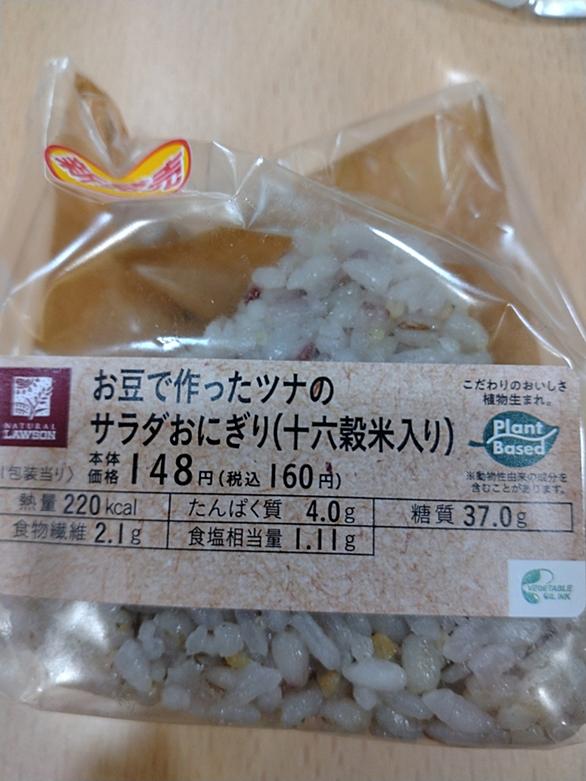 お豆で作ったツナの
サラダおにぎり(十六穀米入り)
こだわりのおいしさ
植物生まれ。
Plant
Based
※動物性由来の成分を
含むことがあります。
NATURAL
LAWSON
包装当り〉
本体
価格 148円(税込 160円)
熱量 220kcal たんぱく質 4.0g 糖質 37.0g
食物繊維 2.1g 食塩相当量 1.11g
VEGETABLE
OIL INK